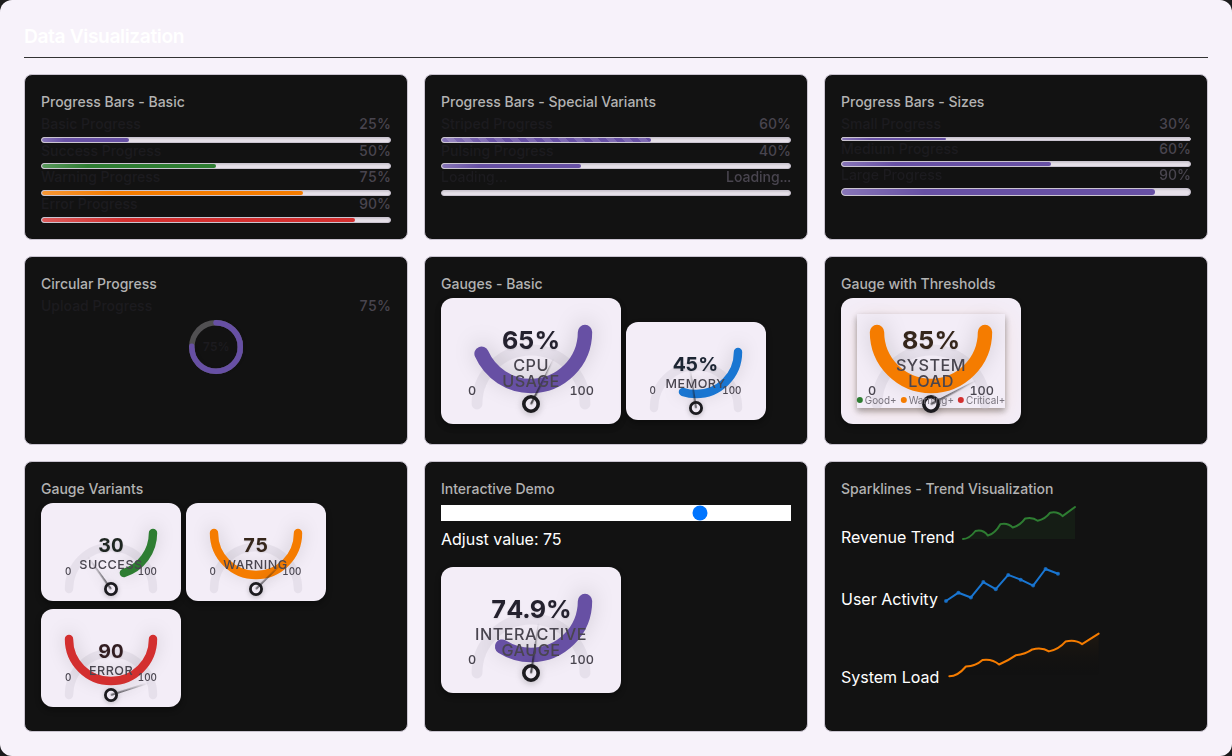 Data Visualization
Progress Bars - Basic
Basic Progress 25%
Success Progress 50%
Warning Progress 75%
Error Progress 90%
Progress Bars - Special Variants
Striped Progress 60%
Pulsing Progress 40%
Loading... Loading...
Progress Bars - Sizes
Small Progress 30%
Medium Progress 60%
Large Progress 90%
Circular Progress
Upload Progress 75%
75%
Gauges - Basic
65%
CPU
USAGE
0 100
45%
MEMORY
0 100
Gauge with Thresholds
85%
SYSTEM
LOAD
0 100
Good+ Warning+ Critical+
Gauge Variants
30
SUCCESS
0 100
75
WARNING
0 100
90
ERROR
0 100
Interactive Demo
Adjust value: 75
74.9%
INTERACTIVE
GAUGE
0 100
Sparklines - Trend Visualization
Revenue Trend
User Activity
System Load